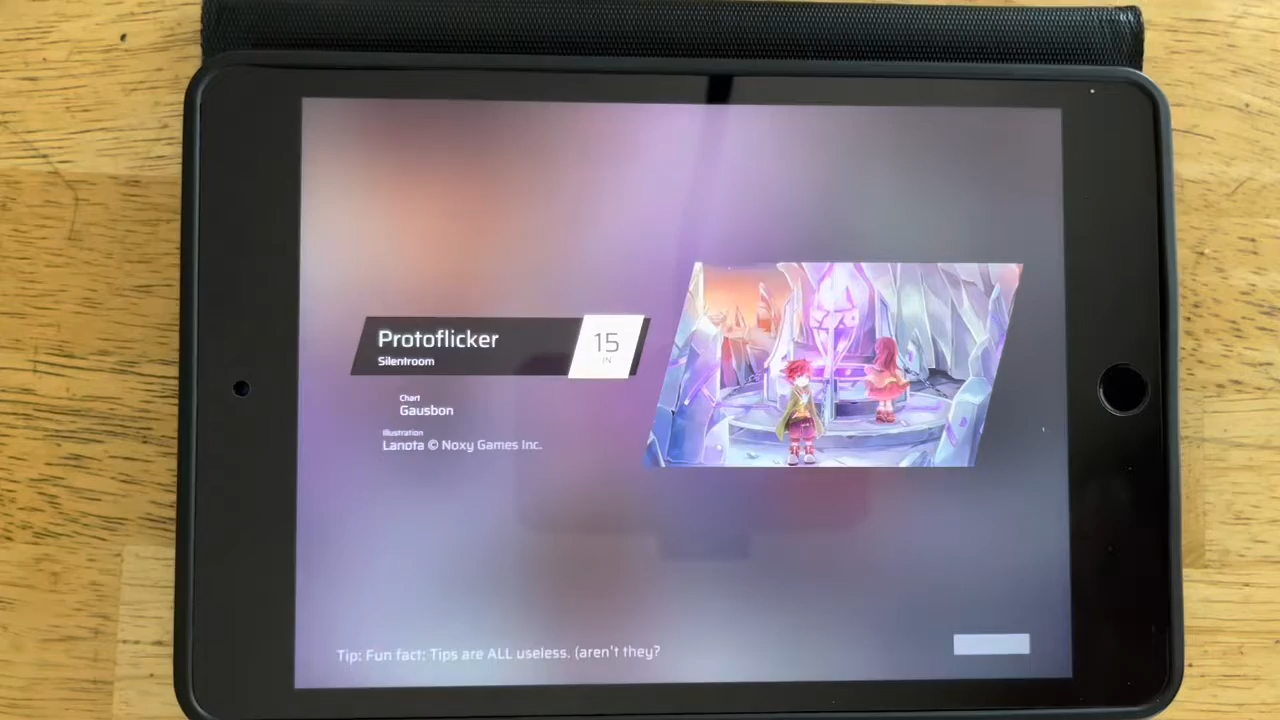 Protoflicker
Silentroom
15
IN
Chart
Gausbon
Illustration
Lanota © Noxy Games Inc.
Tip: Fun fact: Tips are ALL useless. (aren't they?